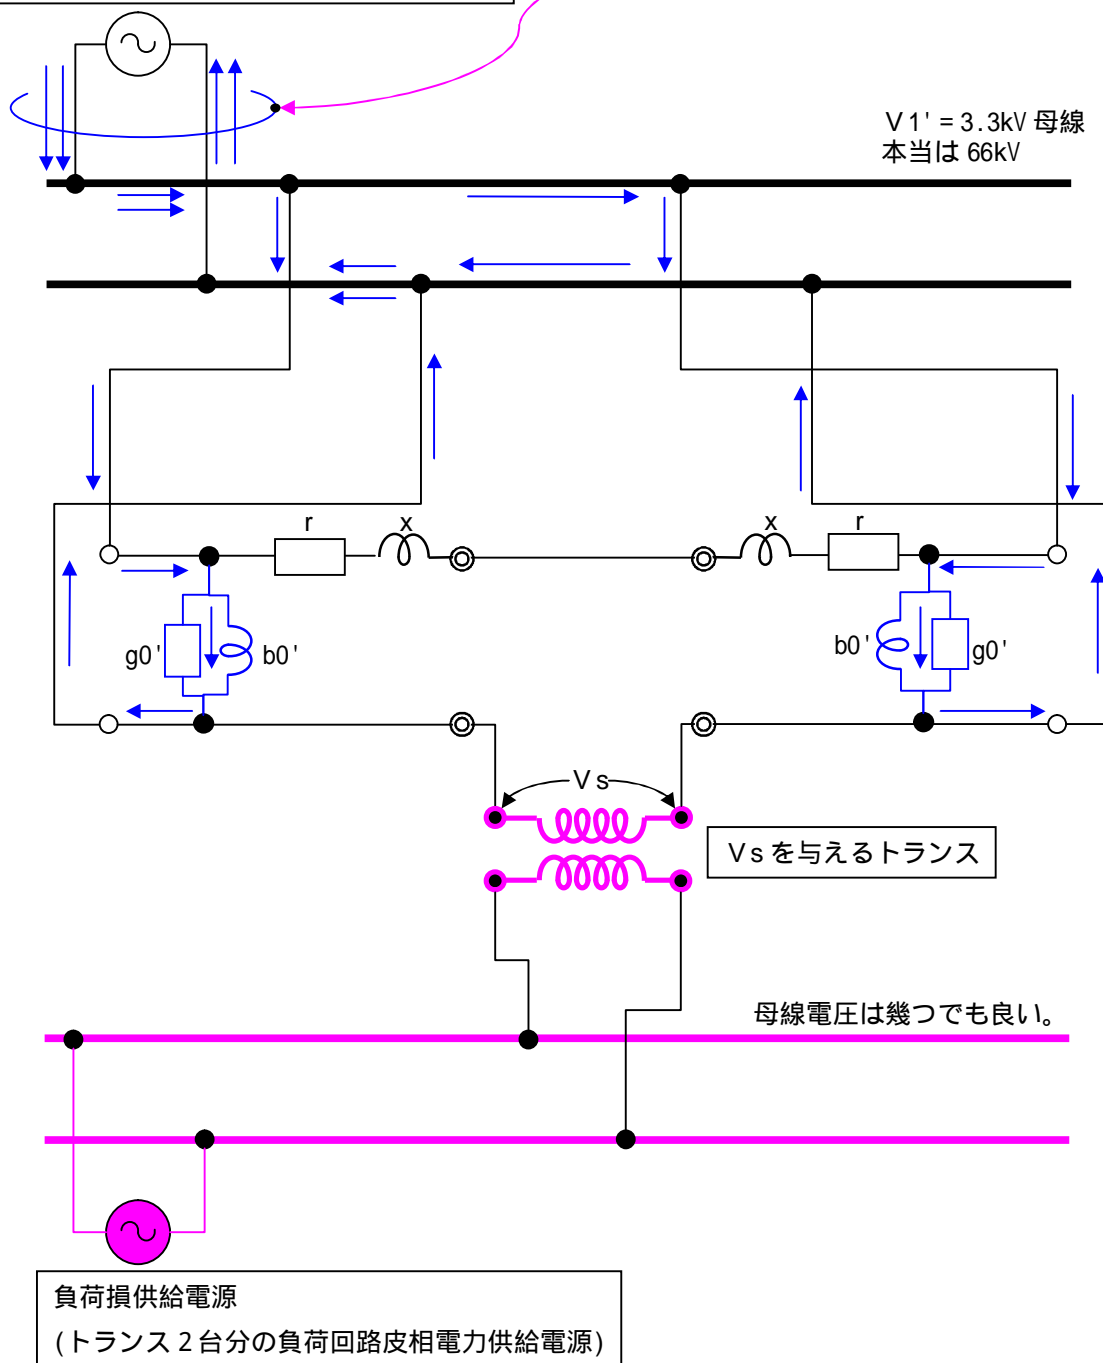 V1' = 3.3kV 母線
本当は 66kV
r
x
x
r
g0'
b0'
b0'
g0'
Vs
Vsを与えるトランス
母線電圧は幾つでも良い。
負荷損供給電源
(トランス2台分の負荷回路皮相電力供給電源)